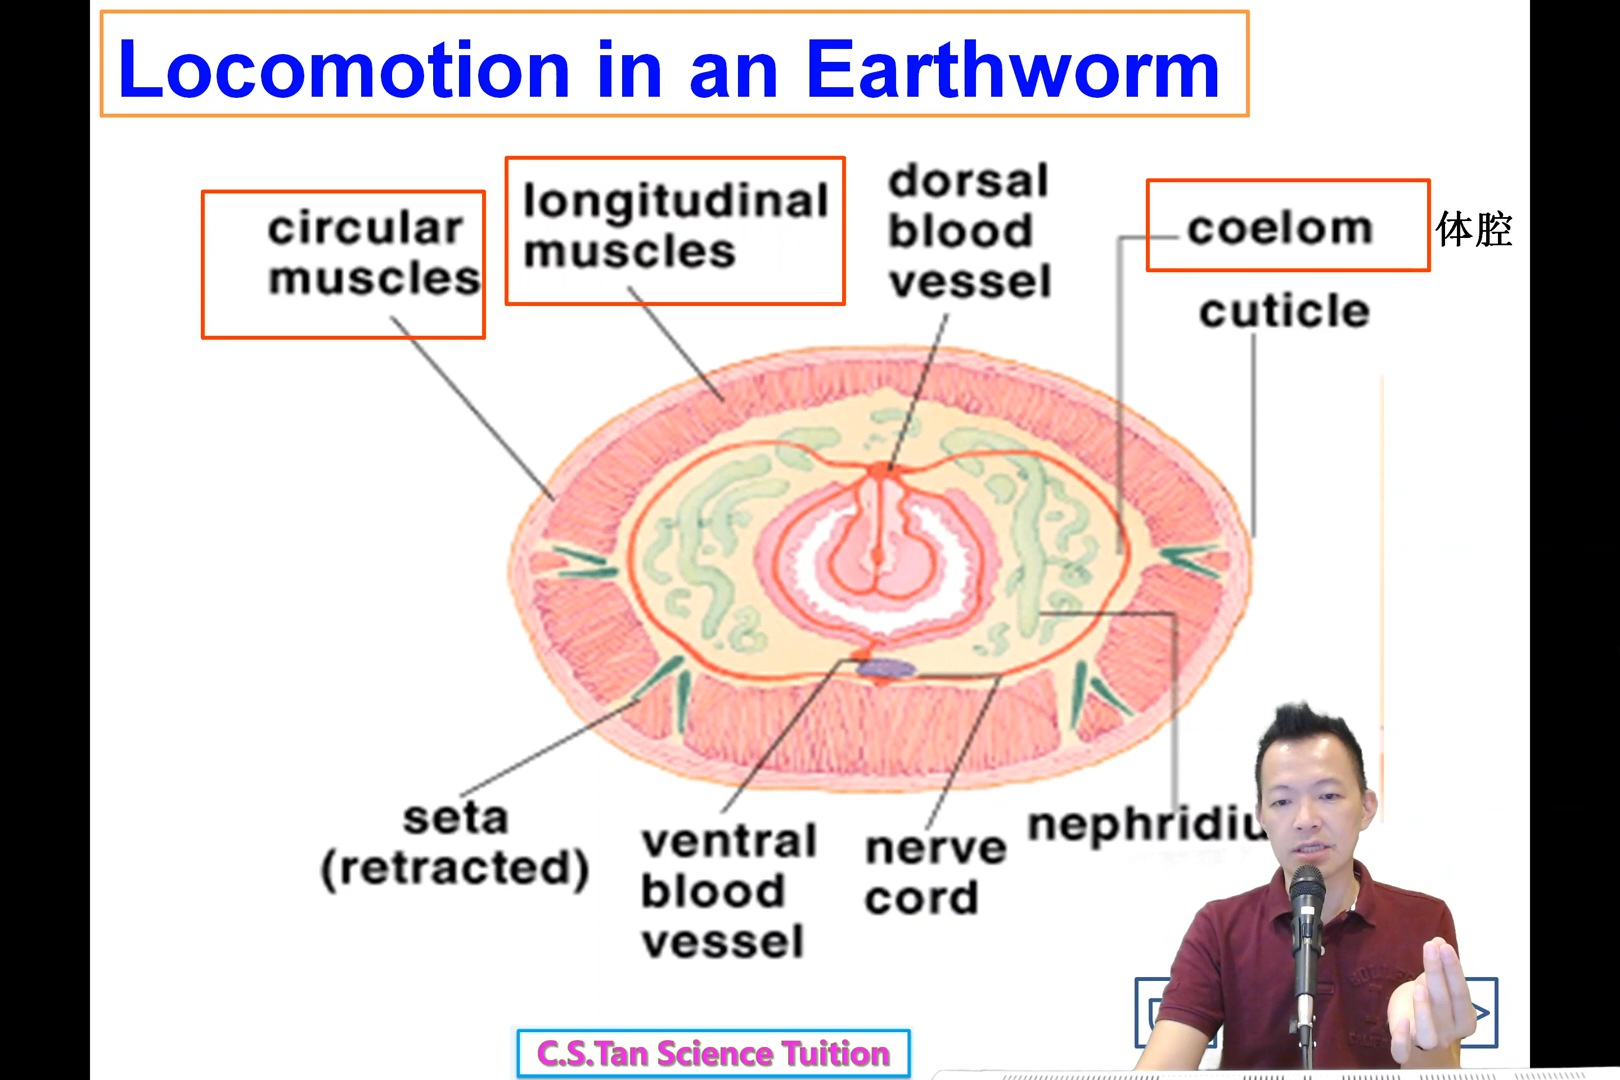 Locomotion in an Earthworm
circular
muscles
longitudinal
muscles
dorsal
blood
vessel
coelom
体腔
cuticle
seta
(retracted)
ventral
blood
vessel
nerve
cord
nephridiu
C.S.Tan Science Tuition